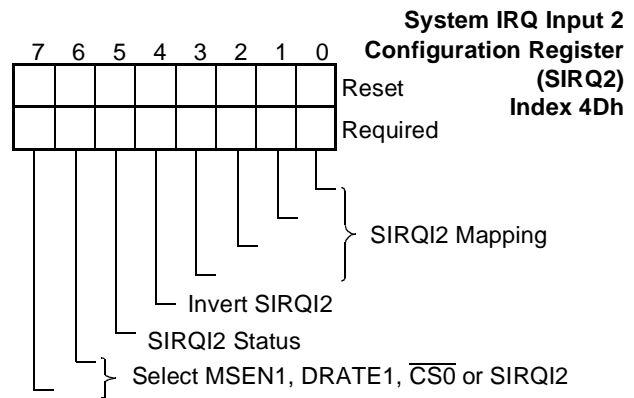 System IRQ Input 2
Configuration Register
(SIRQ2)
Index 4Dh
7 6 5 4 3 2 1 0
Reset
Required
SIRQI2 Mapping
Invert SIRQI2
SIRQI2 Status
Select MSEN1, DRATE1, C̅S̅0̅ or SIRQI2